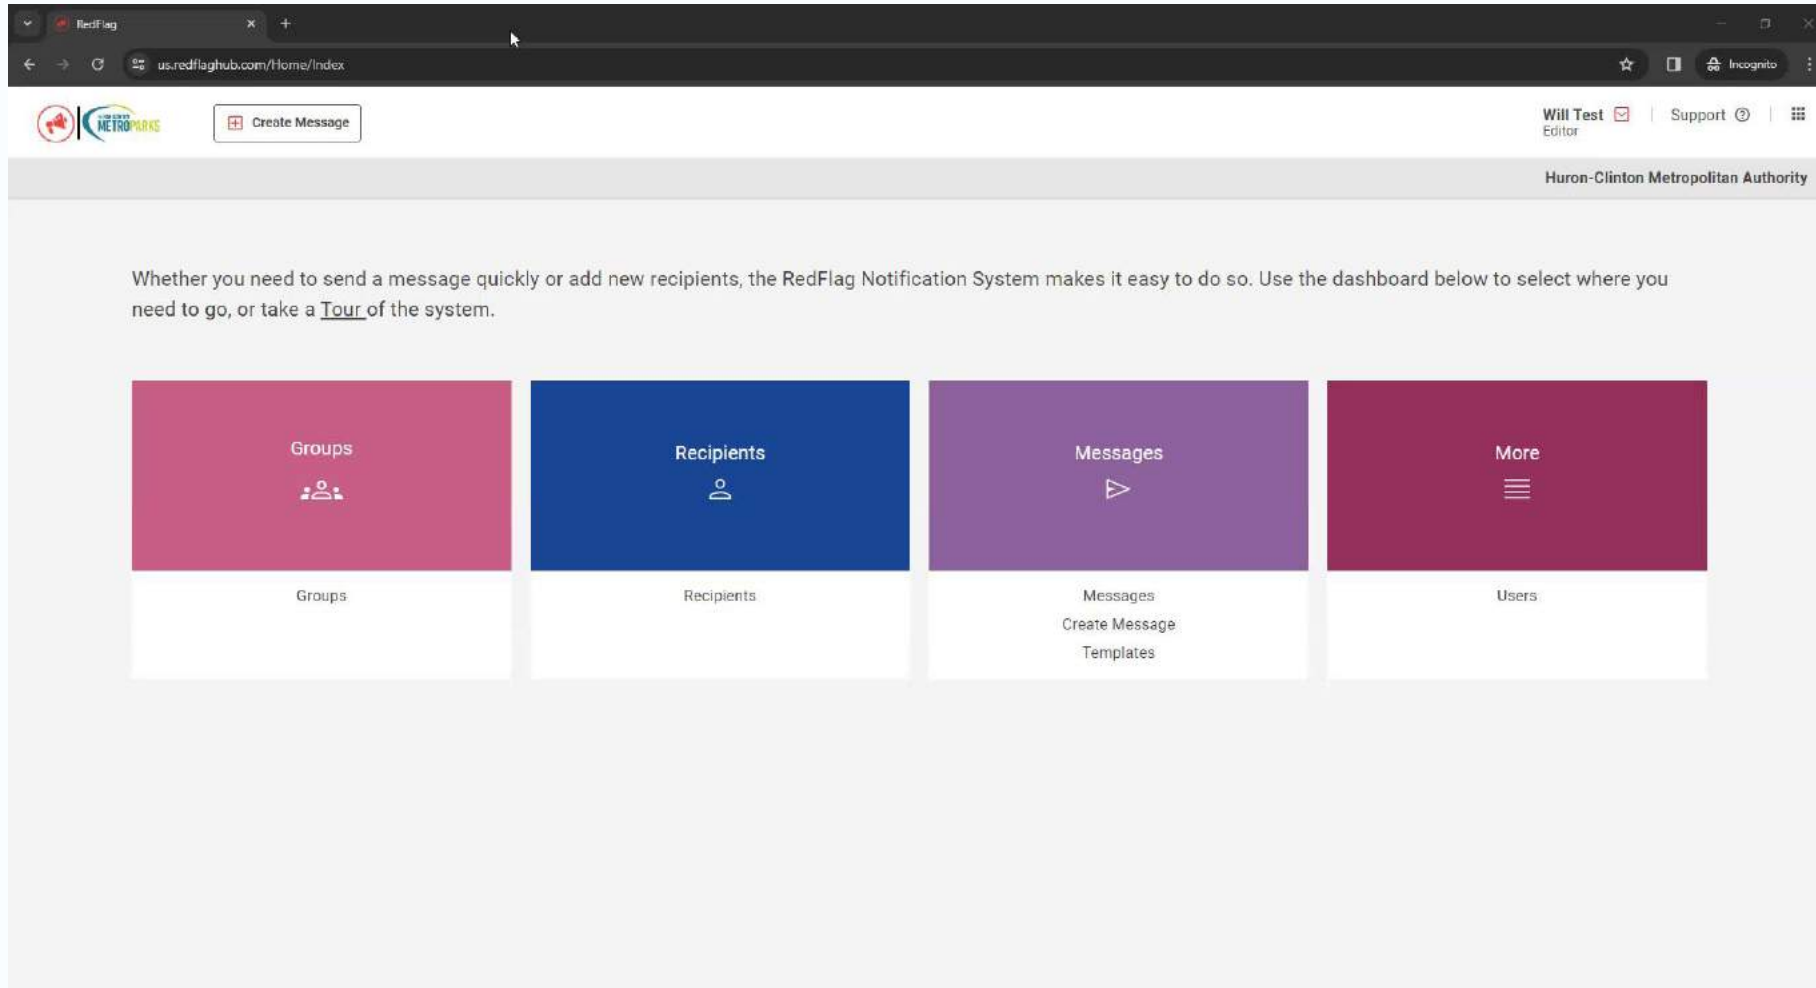 RedFlag
us.redflaghub.com/Home/Index
Incognito
METROPARKS
Create Message
Will Test
Editor
Support
Huron-Clinton Metropolitan Authority
Whether you need to send a message quickly or add new recipients, the RedFlag Notification System makes it easy to do so. Use the dashboard below to select where you
need to go, or take a Tour of the system.
Groups
Recipients
Messages
More
Groups
Recipients
Messages
Create Message
Templates
Users